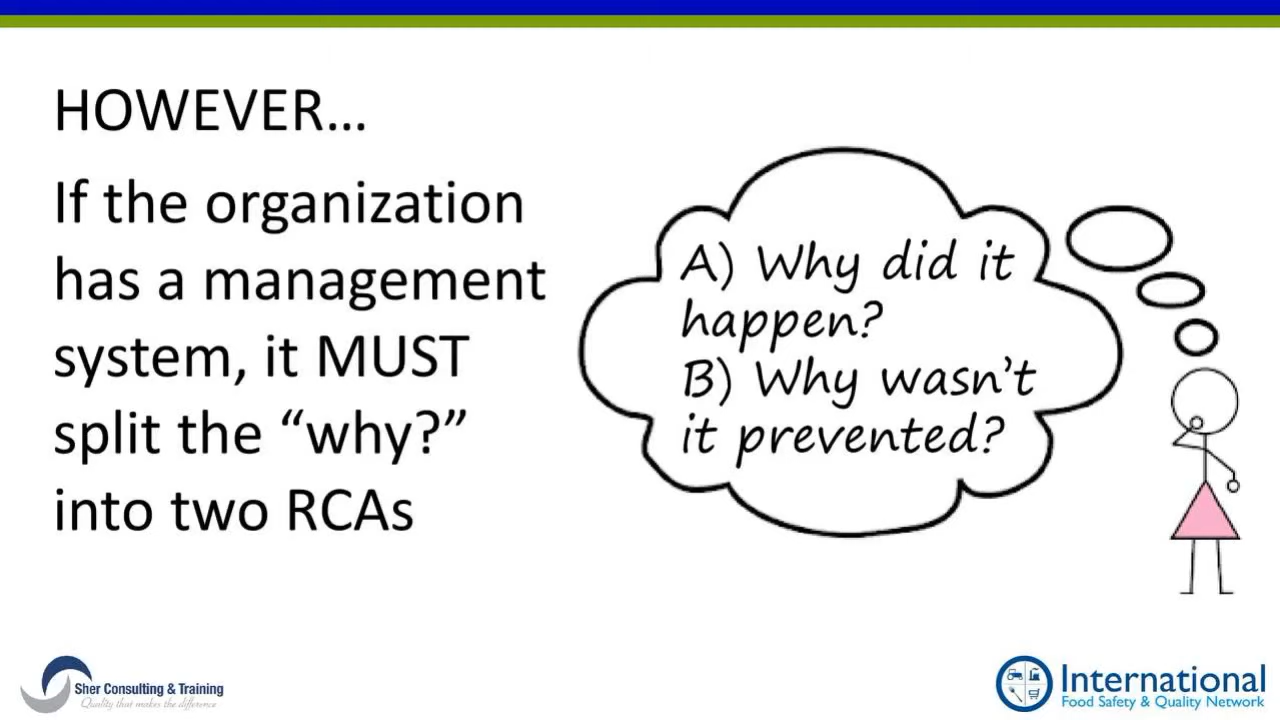 HOWEVER...
If the organization
has a management
system, it MUST
split the “why?”
into two RCAs
A) Why did it
happen?
B) Why wasn't
it prevented?
Sher Consulting & Training
Quality that makes the difference
International
Food Safety & Quality Network